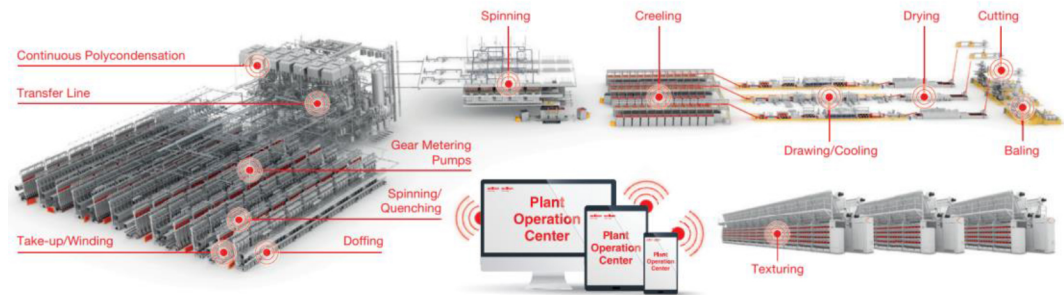 Spinning
Creeling
Drying
Cutting
Continuous Polycondensation
Transfer Line
Gear Metering
Pumps
Drawing/Cooling
Baling
Spinning/
Quenching
Take-up/Winding
Doffing
Plant
Operation
Center
Plant
Operation
Center
Plant
Operation
Center
Texturing